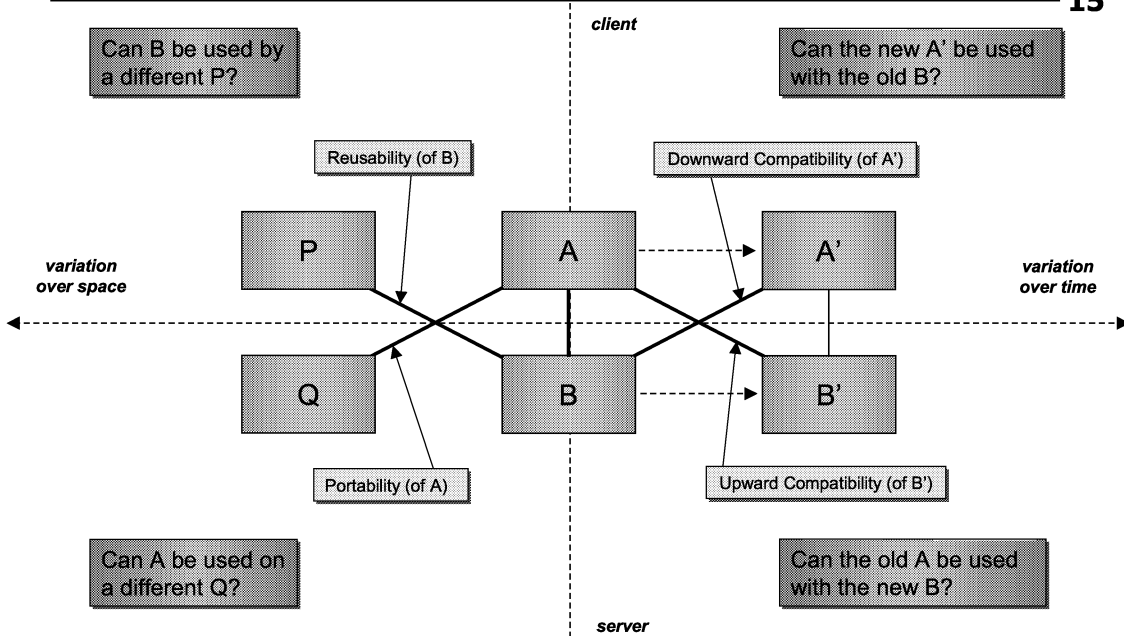 15
client
Can B be used by
a different P?
Can the new A’ be used
with the old B?
Reusability (of B)
Downward Compatibility (of A’)
P
A
A’
variation
over space
variation
over time
Q
B
B’
Portability (of A)
Upward Compatibility (of B’)
Can A be used on
a different Q?
Can the old A be used
with the new B?
server